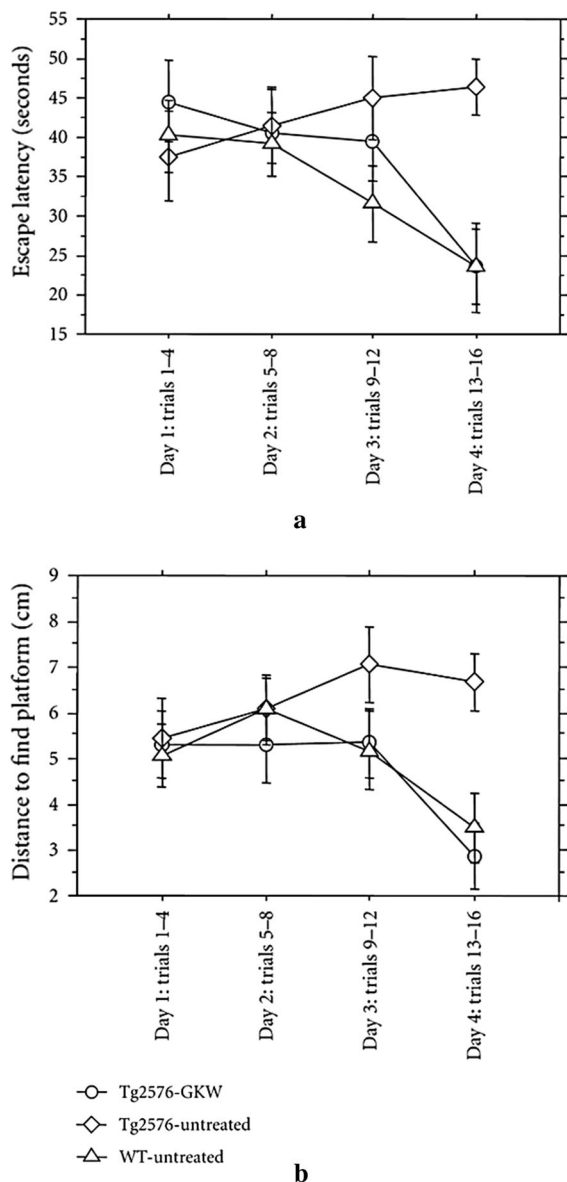 55
50
45
40
35
30
25
20
15
Escape latency (seconds)
Day 1: trials 1–4
Day 2: trials 5–8
Day 3: trials 9–12
Day 4: trials 13–16
a
9
8
7
6
5
4
3
2
Distance to find platform (cm)
Day 1: trials 1–4
Day 2: trials 5–8
Day 3: trials 9–12
Day 4: trials 13–16
Tg2576-GKW
Tg2576-untreated
WT-untreated
b